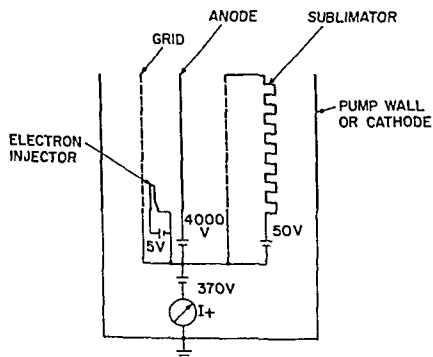 ANODE
SUBLIMATOR
GRID
PUMP WALL
OR CATHODE
ELECTRON
INJECTOR
4000
V
50V
5V
370V
I+